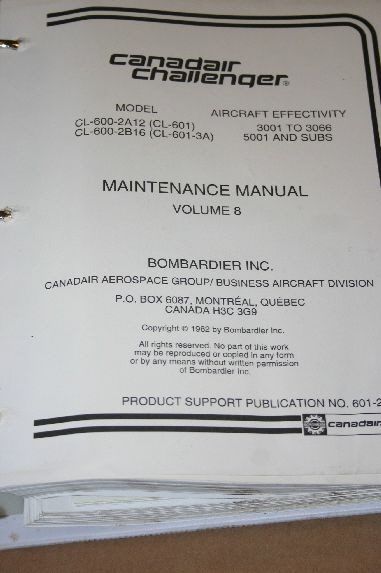 canadair
challenger®
MODEL AIRCRAFT EFFECTIVITY
CL-600-2A12 (CL-601) 3001 TO 3066
CL-600-2B16 (CL-601-3A) 5001 AND SUBS
MAINTENANCE MANUAL
VOLUME 8
BOMBARDIER INC.
CANADAIR AEROSPACE GROUP/ BUSINESS AIRCRAFT DIVISION
P.O. BOX 6087, MONTRÉAL, QUÉBEC
CANADA H3C 3G9
Copyright © 1982 by Bombardier Inc.
All rights reserved. No part of this work
may be reproduced or copied in any form
or by any means without written permission
of Bombardier Inc.
PRODUCT SUPPORT PUBLICATION NO. 601-2
canadair